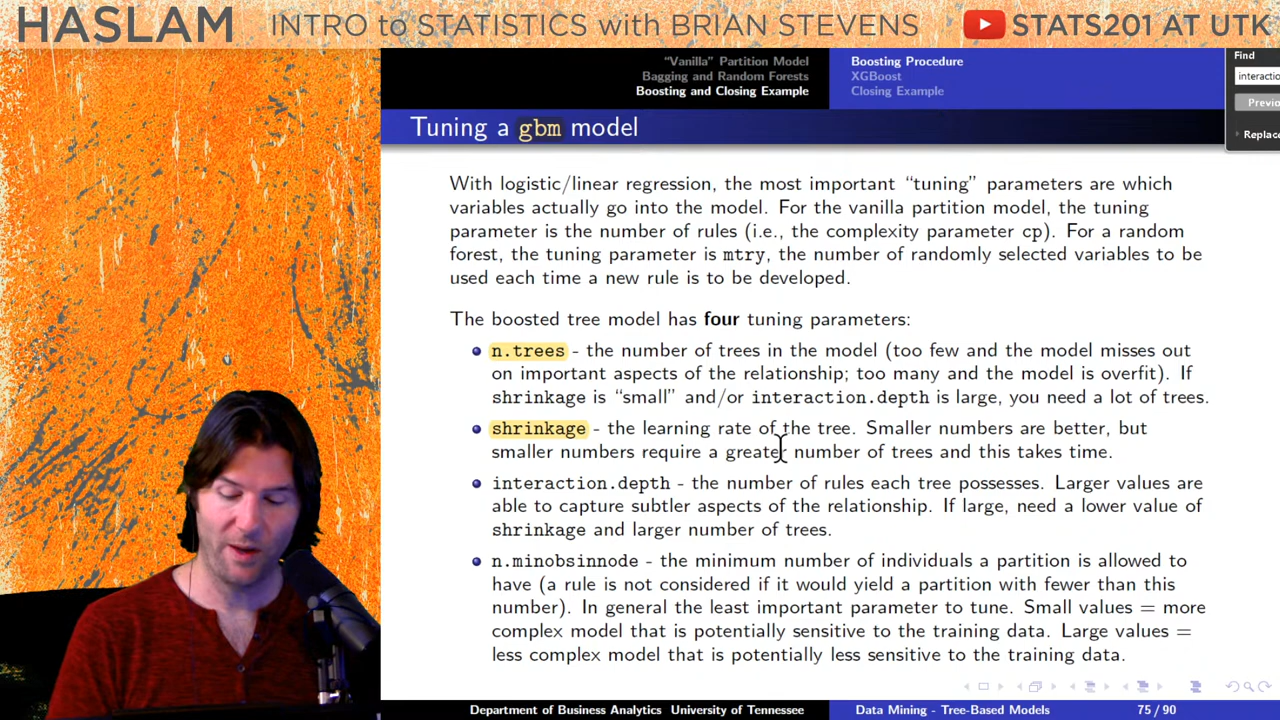 HASLAM INTRO to STATISTICS with BRIAN STEVENS STATS201 AT UTK
"Vanilla" Partition Model
Bagging and Random Forests
Boosting and Closing Example
Boosting Procedure
XGBoost
Closing Example
Find
interactio
Previo
Replace
Tuning a gbm model
With logistic/linear regression, the most important "tuning" parameters are which
variables actually go into the model. For the vanilla partition model, the tuning
parameter is the number of rules (i.e., the complexity parameter cp). For a random
forest, the tuning parameter is mtry, the number of randomly selected variables to be
used each time a new rule is to be developed.
The boosted tree model has four tuning parameters:
n.trees - the number of trees in the model (too few and the model misses out
on important aspects of the relationship; too many and the model is overfit). If
shrinkage is "small" and/or interaction.depth is large, you need a lot of trees.
shrinkage - the learning rate of the tree. Smaller numbers are better, but
smaller numbers require a greater number of trees and this takes time.
interaction.depth - the number of rules each tree possesses. Larger values are
able to capture subtler aspects of the relationship. If large, need a lower value of
shrinkage and larger number of trees.
n.minobsinnode - the minimum number of individuals a partition is allowed to
have (a rule is not considered if it would yield a partition with fewer than this
number). In general the least important parameter to tune. Small values = more
complex model that is potentially sensitive to the training data. Large values =
less complex model that is potentially less sensitive to the training data.
Department of Business Analytics University of Tennessee Data Mining - Tree-Based Models 75 / 90